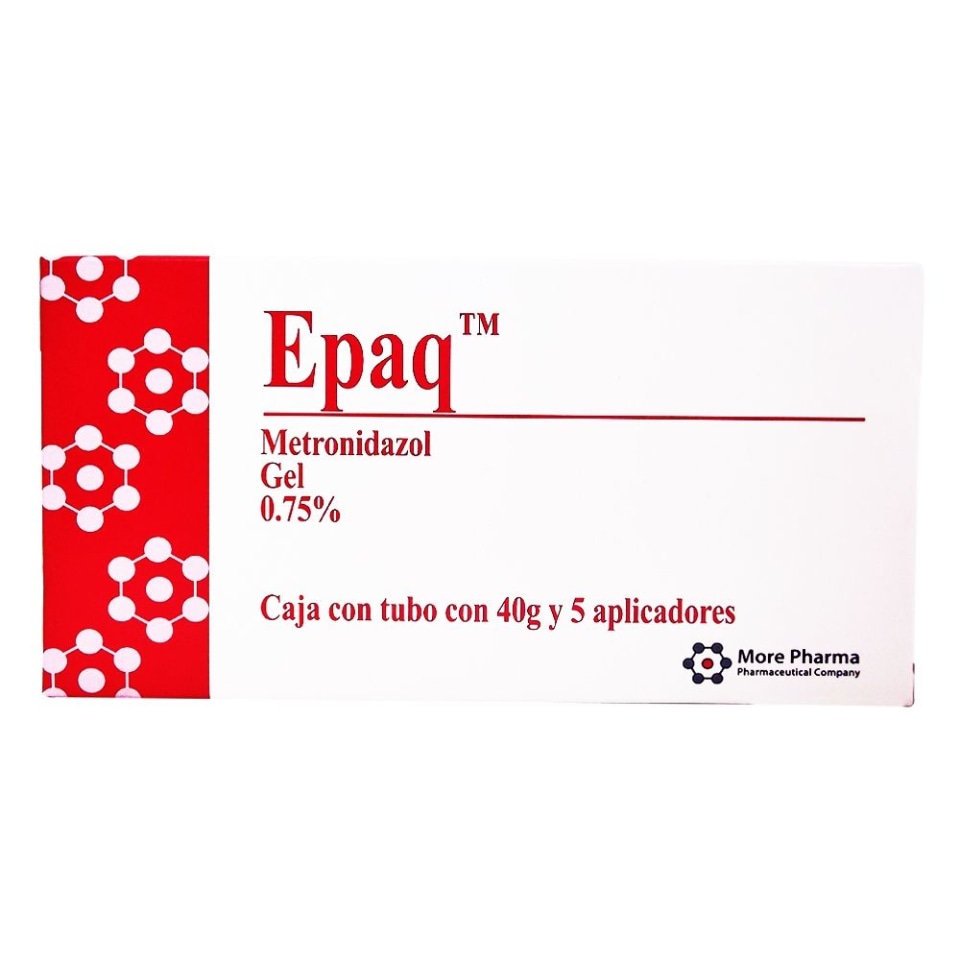 Epaq™
Metronidazol
Gel
0.75%
Caja con tubo con 40g y 5 aplicadores
More Pharma
Pharmaceutical Company